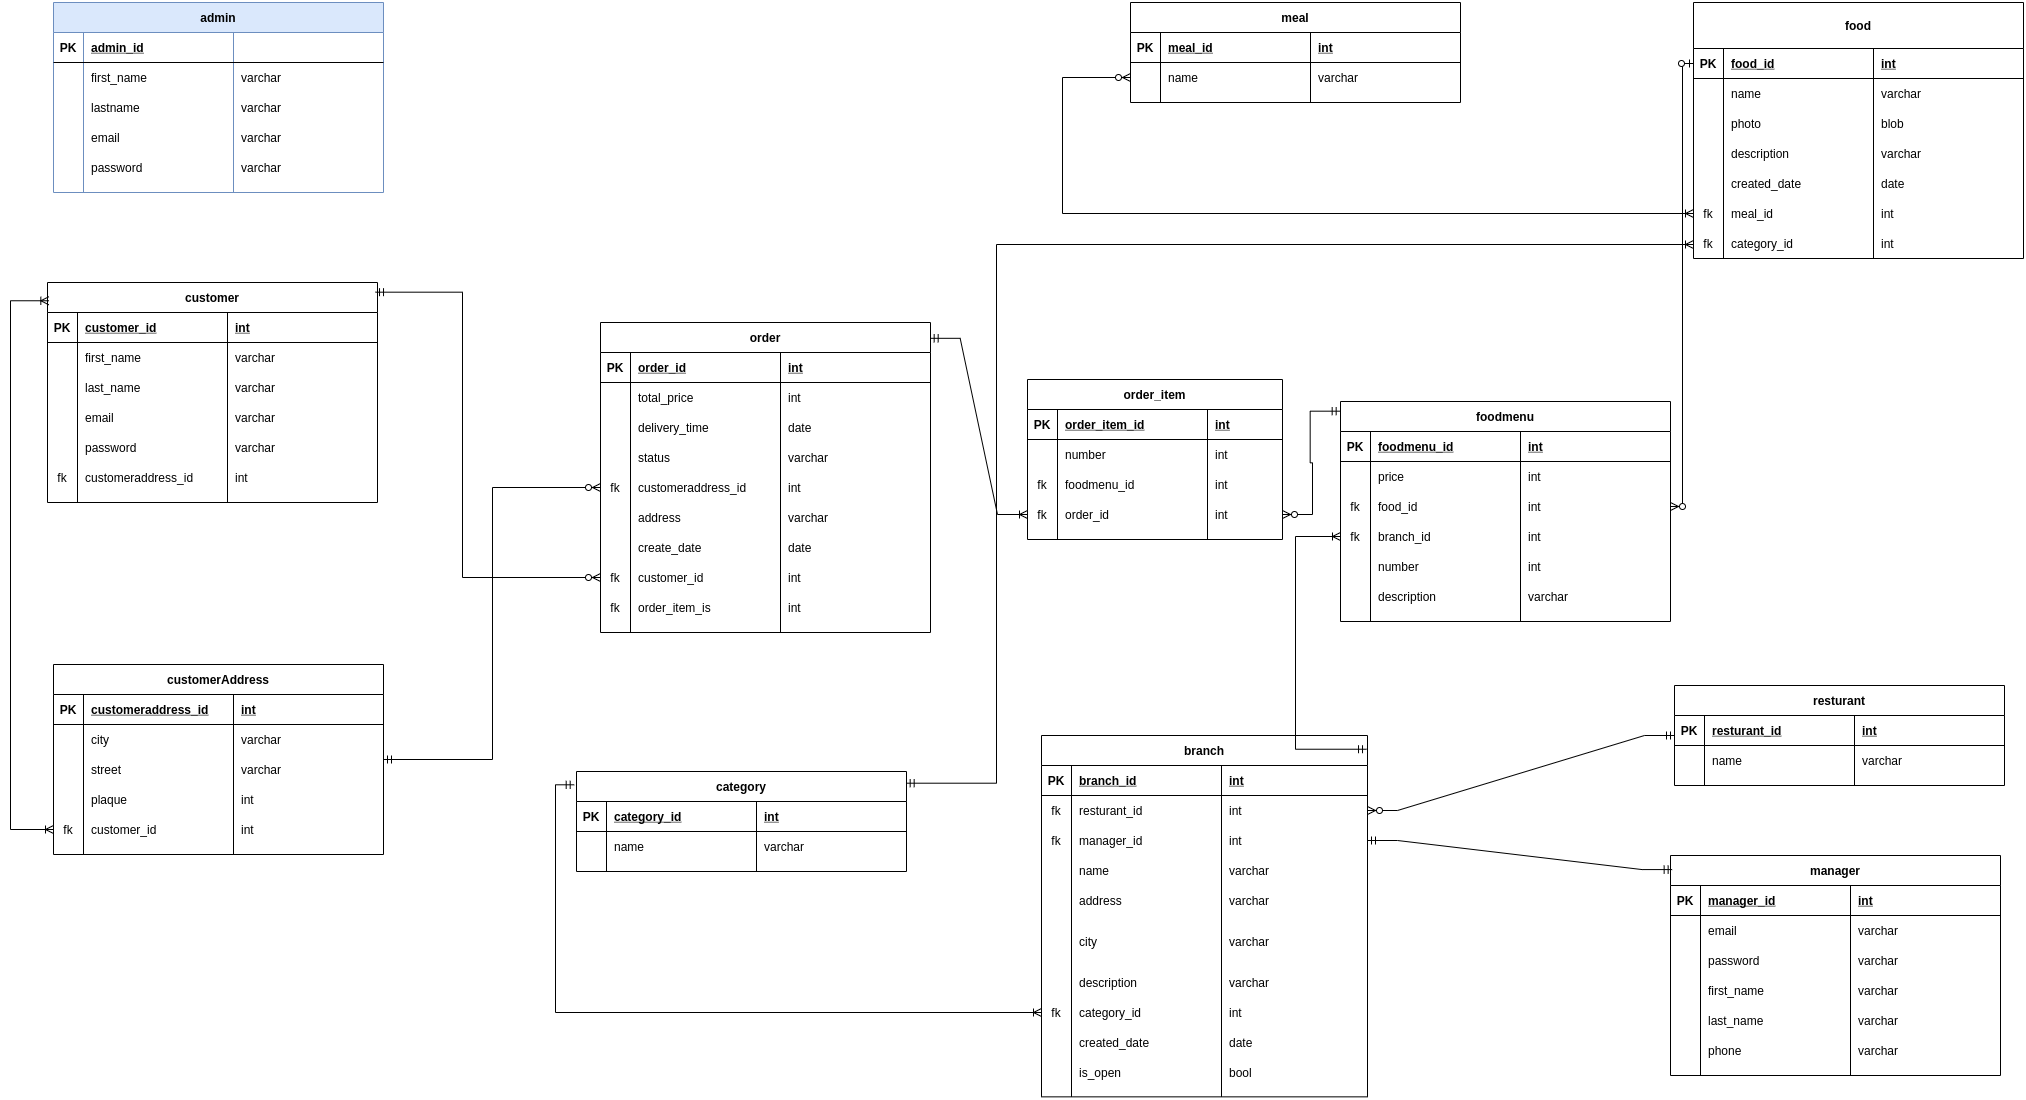 admin
PK admin_id
first_name varchar
lastname varchar
email varchar
password varchar
meal
PK meal_id int
name varchar
food
PK food_id int
name varchar
photo blob
description varchar
created_date date
fk meal_id int
fk category_id int
customer
PK customer_id int
first_name varchar
last_name varchar
email varchar
password varchar
fk customeraddress_id int
order
PK order_id int
total_price int
delivery_time date
status varchar
fk customeraddress_id int
address varchar
create_date date
fk customer_id int
fk order_item_is int
order_item
PK order_item_id int
number int
fk foodmenu_id int
fk order_id int
foodmenu
PK foodmenu_id int
price int
fk food_id int
fk branch_id int
number int
description varchar
customerAddress
PK customeraddress_id int
city varchar
street varchar
plaque int
fk customer_id int
category
PK category_id int
name varchar
branch
PK branch_id int
fk resturant_id int
fk manager_id int
name varchar
address varchar
city varchar
description varchar
fk category_id int
created_date date
is_open bool
resturant
PK resturant_id int
name varchar
manager
PK manager_id int
email varchar
password varchar
first_name varchar
last_name varchar
phone varchar